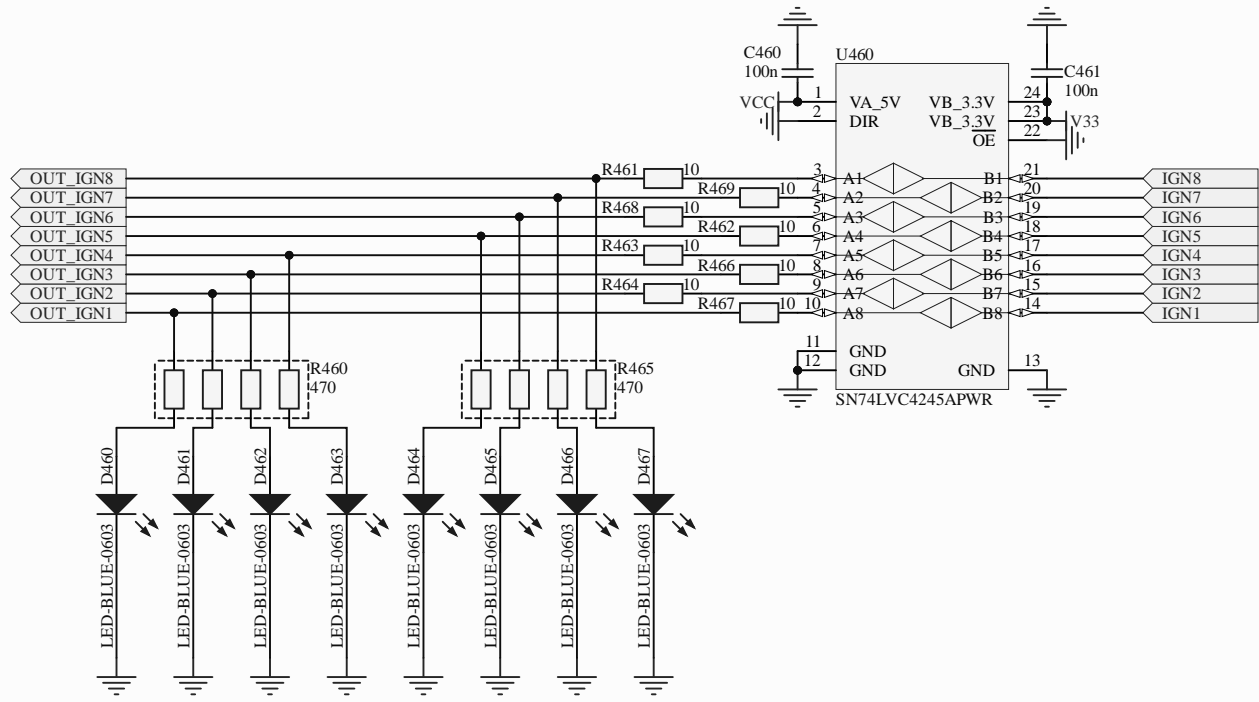 C460
100n
U460
C461
100n
VCC
1
VA_5V
VB_3.3V
24
2
DIR
VB_3.3V
23
V33
OE
22
OUT_IGN8
R461
10
3
A1
B1
21
IGN8
OUT_IGN7
R469
10
4
A2
B2
20
IGN7
OUT_IGN6
R468
10
5
A3
B3
19
IGN6
OUT_IGN5
R462
10
6
A4
B4
18
IGN5
OUT_IGN4
R463
10
7
A5
B5
17
IGN4
OUT_IGN3
R466
10
8
A6
B6
16
IGN3
OUT_IGN2
R464
10
9
A7
B7
15
IGN2
OUT_IGN1
R467
10
10
A8
B8
14
IGN1
11
GND
12
GND
GND
13
SN74LVC4245APWR
R460
470
R465
470
D460
D461
D462
D463
D464
D465
D466
D467
LED-BLUE-0603
LED-BLUE-0603
LED-BLUE-0603
LED-BLUE-0603
LED-BLUE-0603
LED-BLUE-0603
LED-BLUE-0603
LED-BLUE-0603